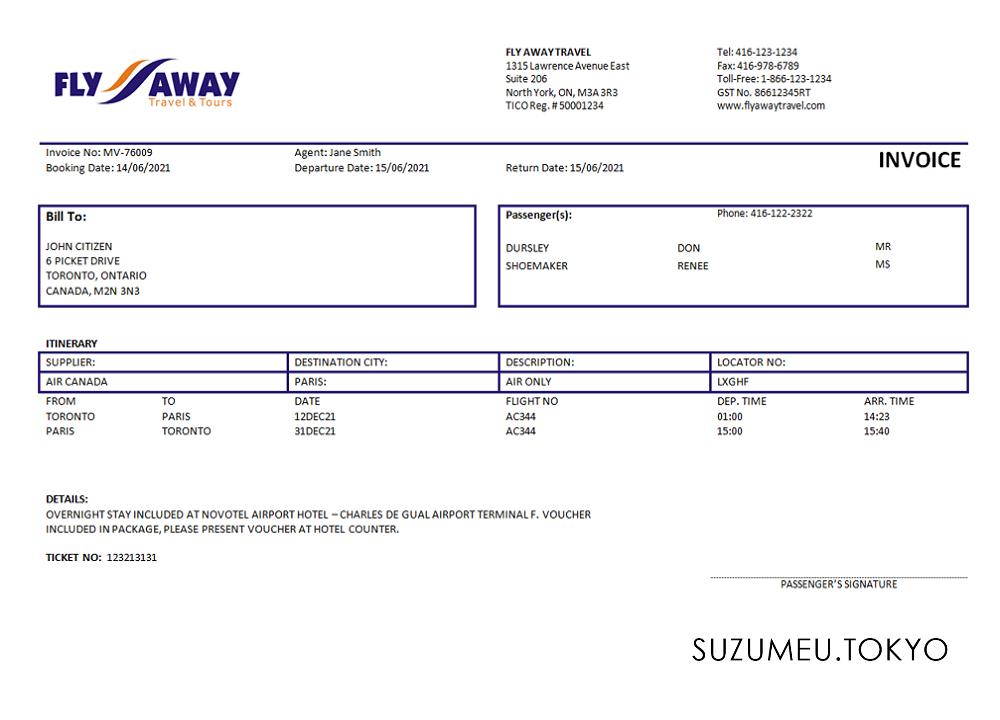 FLY AWAY
Travel & Tours
FLY AWAY TRAVEL
1315 Lawrence Avenue East
Suite 206
North York, ON, M3A 3R3
TICO Reg. # 50001234
Tel: 416-123-1234
Fax: 416-978-6789
Toll-Free: 1-866-123-1234
GST No. 86612345RT
www.flyawaytravel.com
Invoice No: MV-76009 Agent: Jane Smith
Booking Date: 14/06/2021 Departure Date: 15/06/2021 Return Date: 15/06/2021
INVOICE
Bill To:
JOHN CITIZEN
6 PICKET DRIVE
TORONTO, ONTARIO
CANADA, M2N 3N3
Passenger(s): Phone: 416-122-2322
DURSLEY DON MR
SHOEMAKER RENEE MS
ITINERARY
SUPPLIER: DESTINATION CITY: DESCRIPTION: LOCATOR NO:
AIR CANADA PARIS: AIR ONLY LXGHF
FROM TO DATE FLIGHT NO DEP. TIME ARR. TIME
TORONTO PARIS 12DEC21 AC344 01:00 14:23
PARIS TORONTO 31DEC21 AC344 15:00 15:40
DETAILS:
OVERNIGHT STAY INCLUDED AT NOVOTEL AIRPORT HOTEL – CHARLES DE GUAL AIRPORT TERMINAL F. VOUCHER
INCLUDED IN PACKAGE, PLEASE PRESENT VOUCHER AT HOTEL COUNTER.
TICKET NO: 123213131
PASSENGER'S SIGNATURE
SUZUMEU.TOKYO